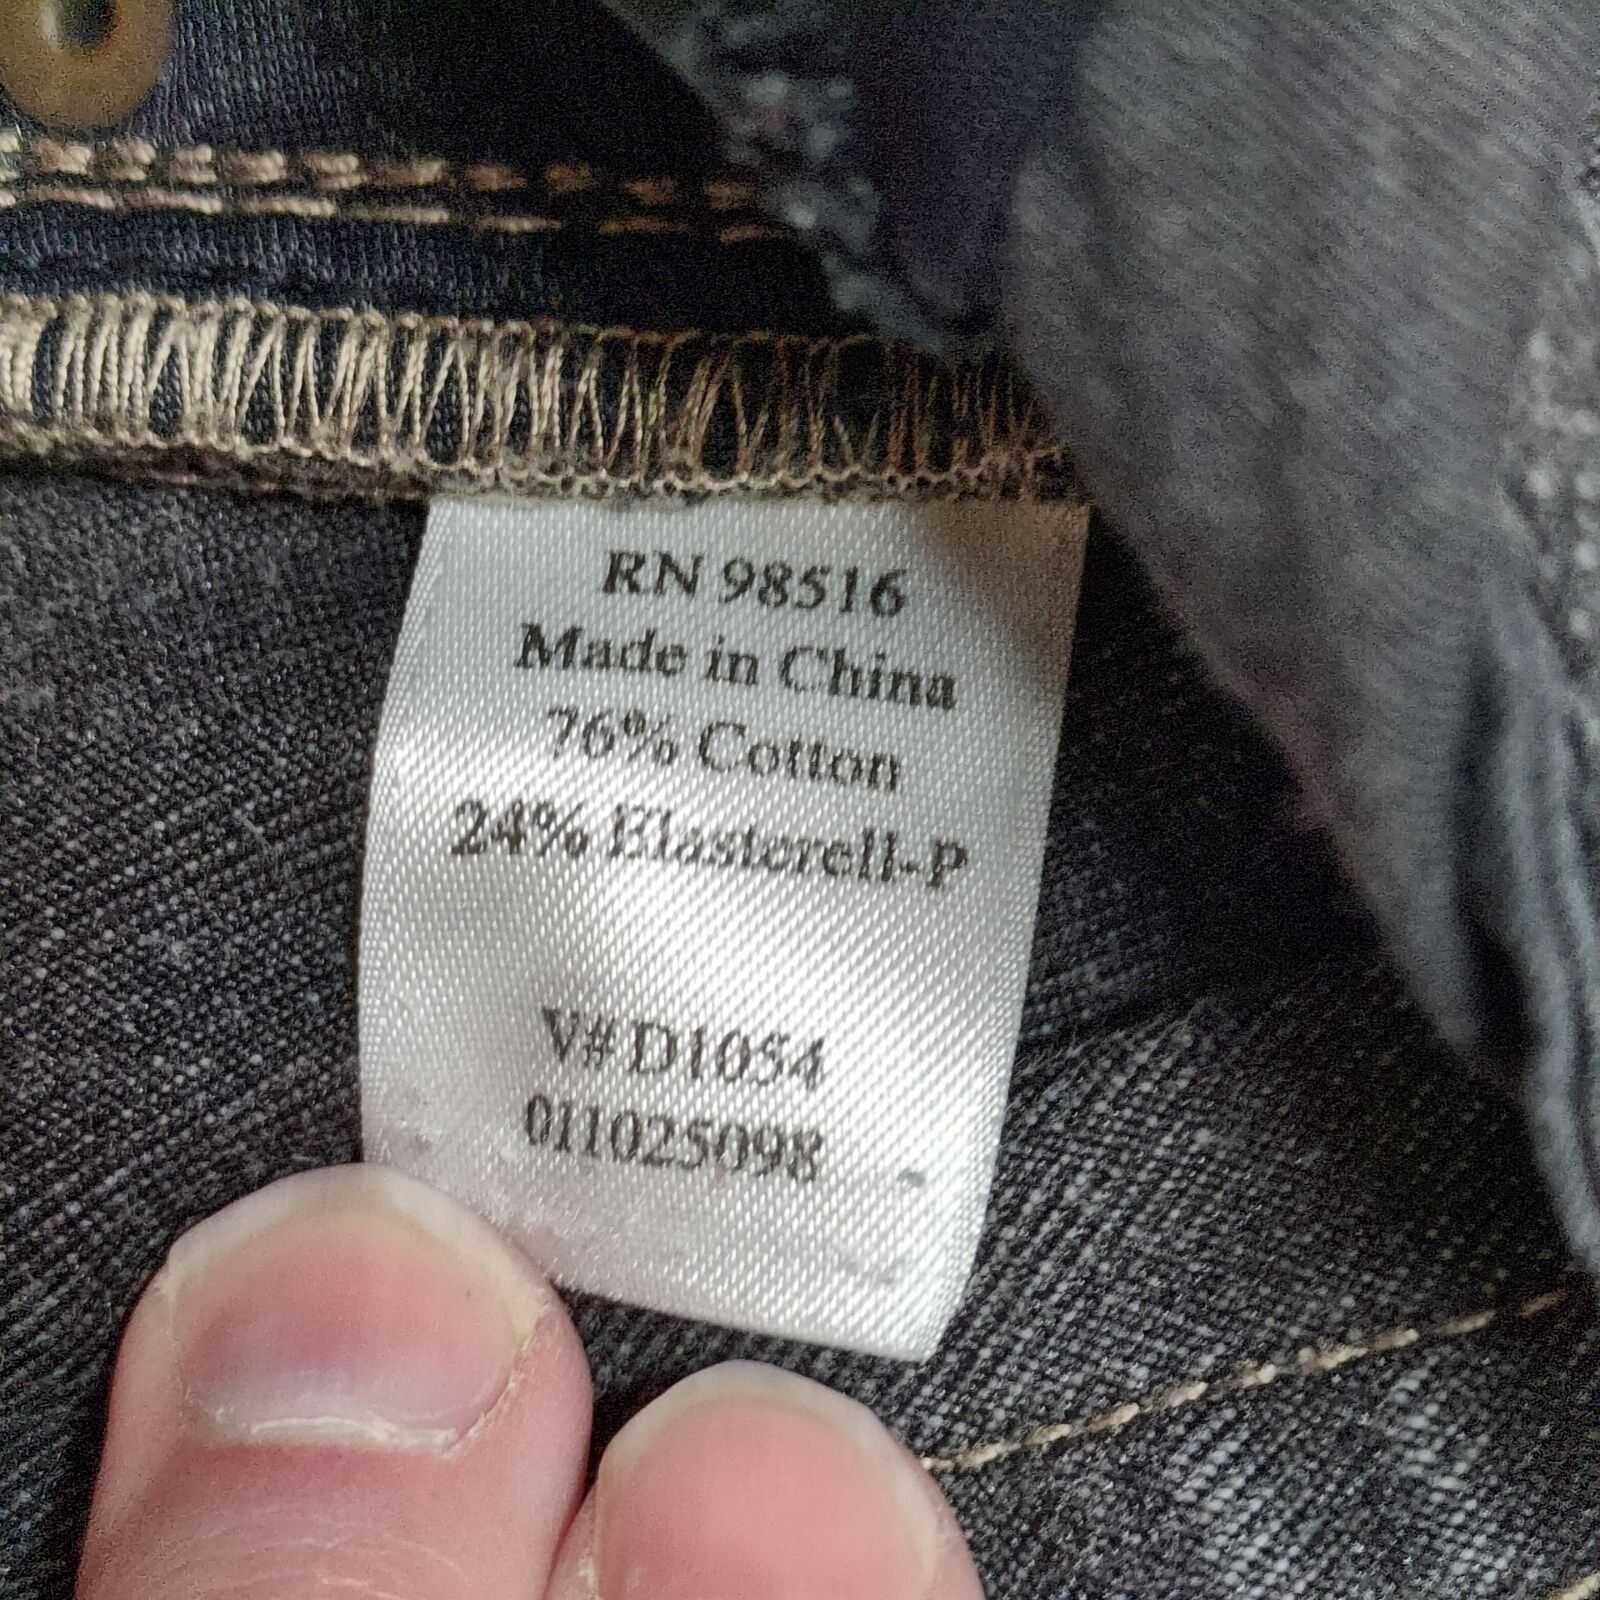 RN 98516
Made in China
76% Cotton
24% Elasterell-P
V# D1054
011025098